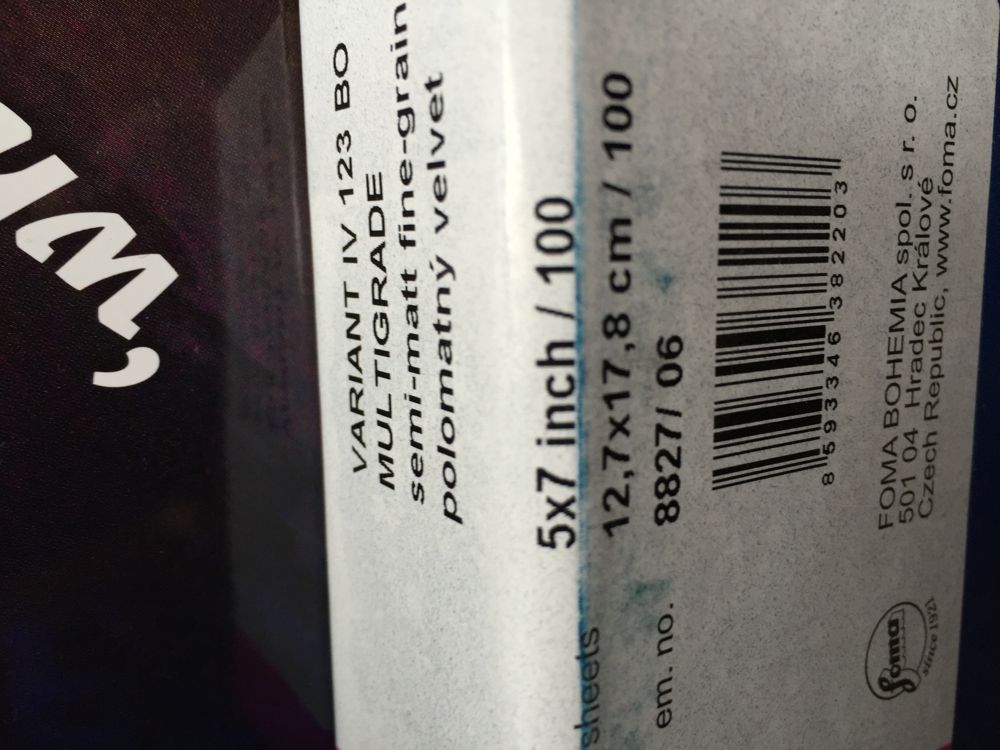 VARIANT IV 123 BO
MULTIGRADE
semi-matt fine-grain
polomatný velvet
5x7 inch / 100
sheets 12,7x17,8 cm / 100
em. no. 8827/ 06
8 593346 382203
FOMA BOHEMIA spol. s r. o.
501 04 Hradec Králové
Czech Republic, www.foma.cz
foma
since 1921